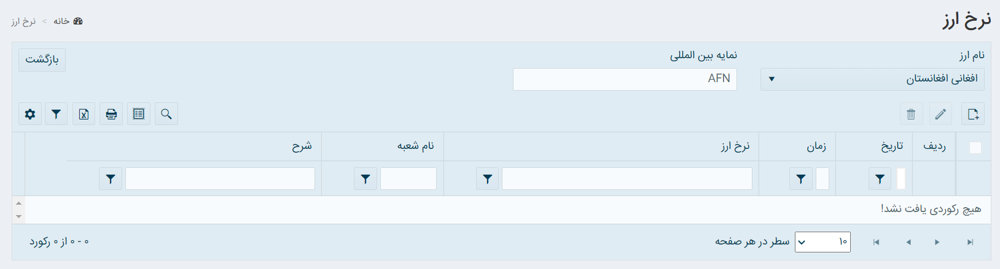 نرخ ارز
خانه > نرخ ارز
نام ارز
نمایه بین المللی
بازگشت
افغانی افغانستان
AFN
ردیف
تاریخ
زمان
نرخ ارز
نام شعبه
شرح
هیچ رکوردی یافت نشد!
۱۰ سطر در هر صفحه
۰ - ۰ از ۰ رکورد